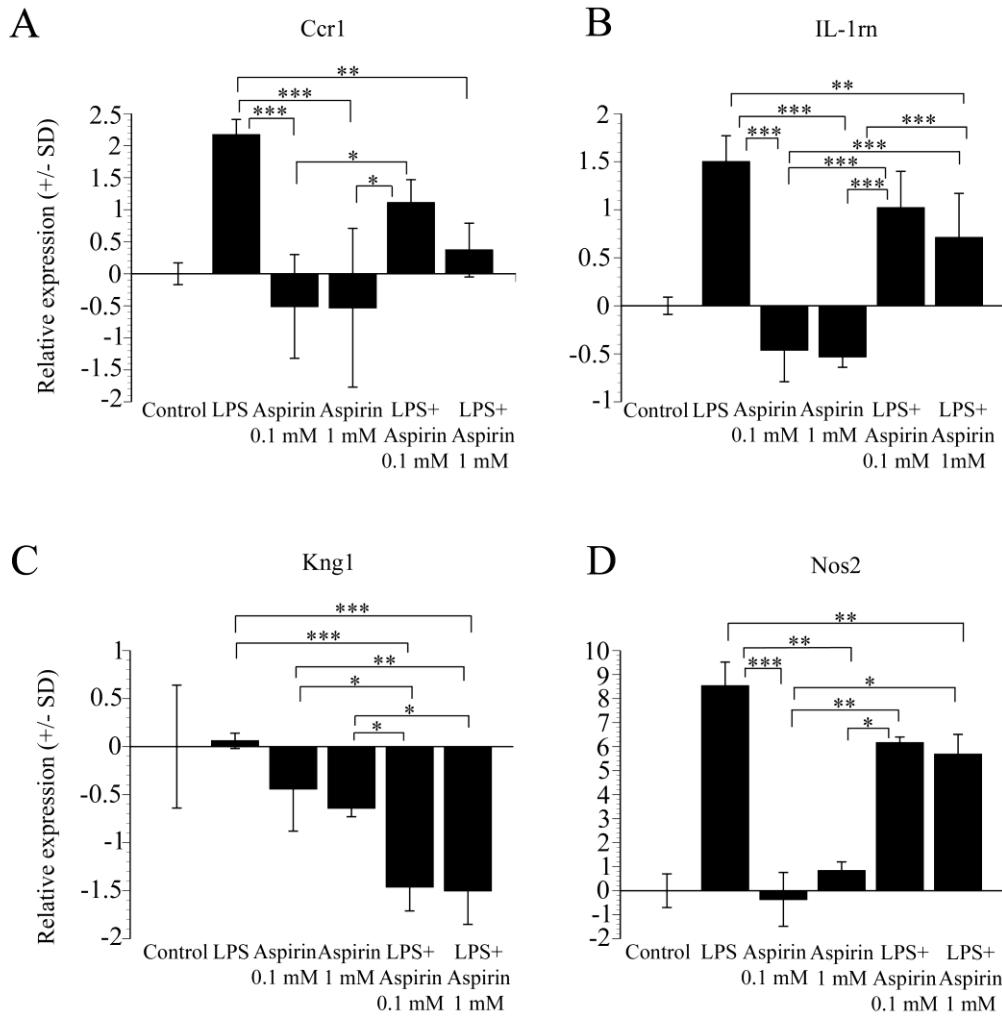 A
Ccr1
**
***
***
*
*
Relative expression (+/- SD)
2.5
2
1.5
1
0.5
0
-0.5
-1
-1.5
-2
Control LPS Aspirin Aspirin LPS+ LPS+
0.1 mM 1 mM Aspirin Aspirin
0.1 mM 1 mM
B
IL-1rn
**
***
***
***
***
***
***
2
1.5
1
0.5
0
-0.5
-1
Control LPS Aspirin Aspirin LPS+ LPS+
0.1 mM 1 mM Aspirin Aspirin
0.1 mM 1mM
C
Kng1
***
***
**
*
*
*
Relative expression (+/- SD)
1
0.5
0
-0.5
-1
-1.5
-2
Control LPS Aspirin Aspirin LPS+ LPS+
0.1 mM 1 mM Aspirin Aspirin
0.1 mM 1 mM
D
Nos2
**
**
***
*
**
*
10
9
8
7
6
5
4
3
2
1
0
-1
-2
Control LPS Aspirin Aspirin LPS+ LPS+
0.1 mM 1 mM Aspirin Aspirin
0.1 mM 1 mM